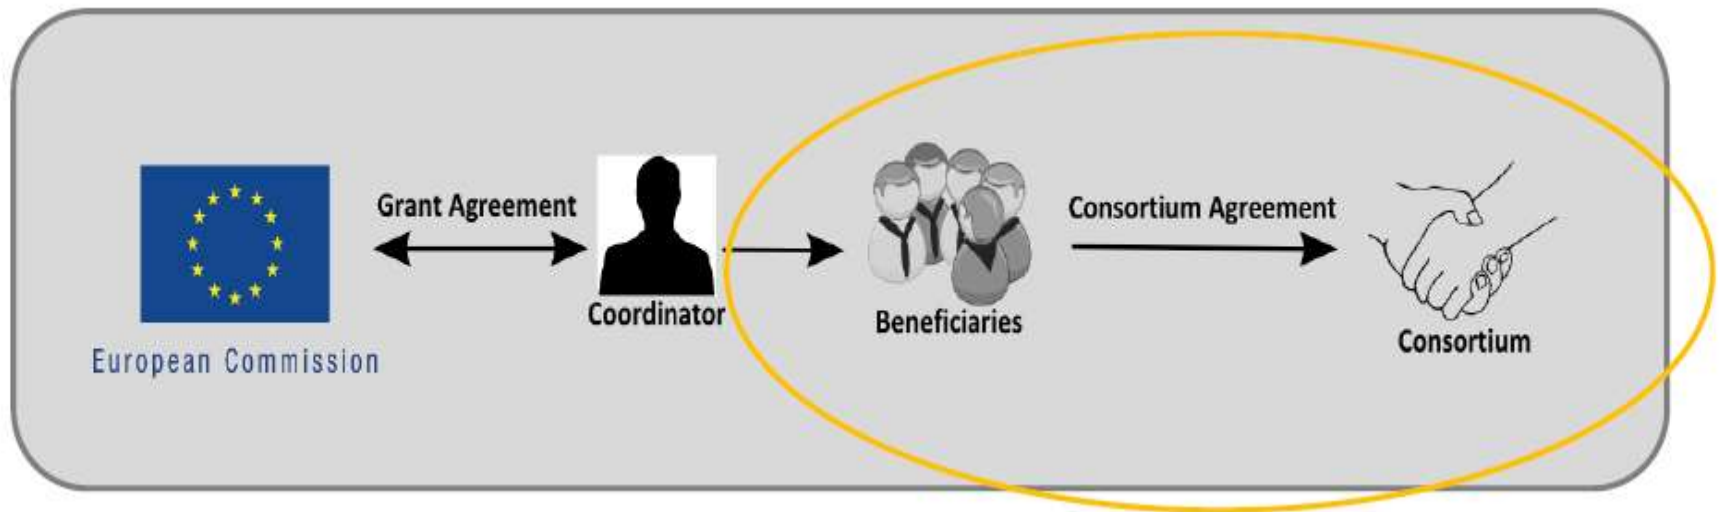 Grant Agreement
Consortium Agreement
Coordinator
Beneficiaries
Consortium
European Commission